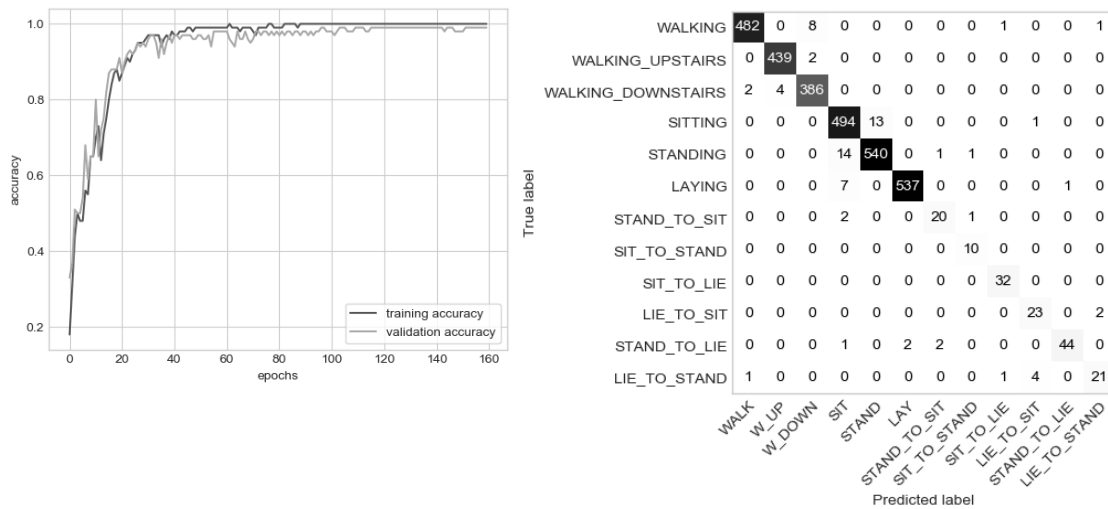 1.0
0.8
0.6
0.4
0.2
accuracy
0 20 40 60 80 100 120 140 160
epochs
training accuracy
validation accuracy
True label
WALKING 482 0 8 0 0 0 0 0 1 0 0 1
WALKING_UPSTAIRS 0 439 2 0 0 0 0 0 0 0 0 0
WALKING_DOWNSTAIRS 2 4 386 0 0 0 0 0 0 0 0 0
SITTING 0 0 0 494 13 0 0 0 0 1 0 0
STANDING 0 0 0 14 540 0 1 1 0 0 0 0
LAYING 0 0 0 7 0 537 0 0 0 0 1 0
STAND_TO_SIT 0 0 0 2 0 0 20 1 0 0 0 0
SIT_TO_STAND 0 0 0 0 0 0 0 10 0 0 0 0
SIT_TO_LIE 0 0 0 0 0 0 0 0 32 0 0 0
LIE_TO_SIT 0 0 0 0 0 0 0 0 0 23 0 2
STAND_TO_LIE 0 0 0 1 0 2 2 0 0 0 44 0
LIE_TO_STAND 1 0 0 0 0 0 0 0 1 4 0 21
WALK
W_UP
W_DOWN
SIT
STAND
LAY
STAND_TO_SIT
SIT_TO_STAND
SIT_TO_LIE
LIE_TO_SIT
STAND_TO_LIE
LIE_TO_STAND
Predicted label